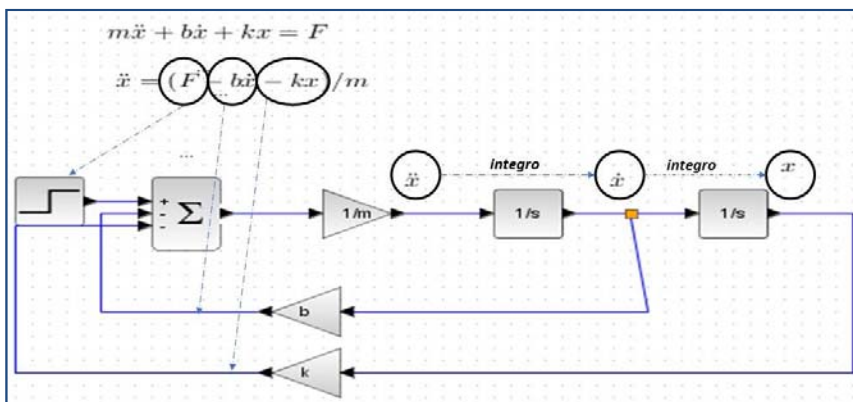 mẍ + bẋ + kx = F
ẍ = (F - bẋ - kx)/m
...
...
ẍ
integro
ẋ
integro
x
+
-
-
Σ
1/m
1/s
1/s
b
k